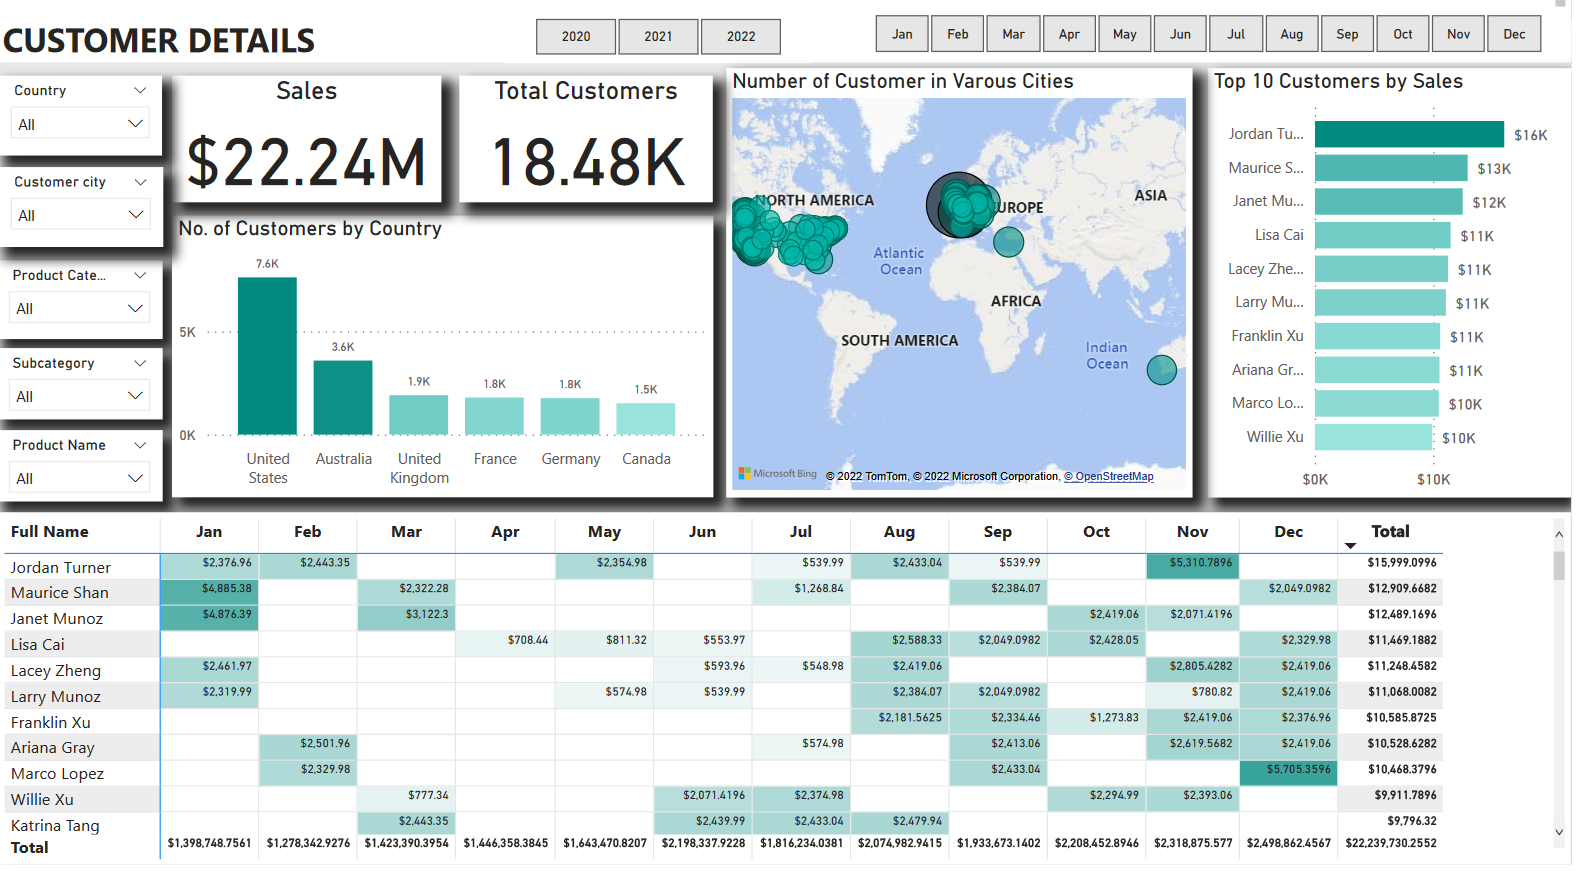 CUSTOMER DETAILS
2020 2021 2022
Jan Feb Mar Apr May Jun Jul Aug Sep Oct Nov Dec
Country
All
Customer city
All
Product Cate...
All
Subcategory
All
Product Name
All
Sales
$22.24M
Total Customers
18.48K
No. of Customers by Country
7.6K
5K
3.6K
1.9K
1.8K
1.8K
1.5K
0K
United States
Australia
United Kingdom
France
Germany
Canada
Number of Customer in Varous Cities
NORTH AMERICA
EUROPE
ASIA
Atlantic
Ocean
AFRICA
SOUTH AMERICA
Indian
Ocean
Microsoft Bing
© 2022 TomTom, © 2022 Microsoft Corporation, © OpenStreetMap
Top 10 Customers by Sales
Jordan Tu... $16K
Maurice S... $13K
Janet Mu... $12K
Lisa Cai $11K
Lacey Zhe... $11K
Larry Mu... $11K
Franklin Xu $11K
Ariana Gr... $11K
Marco Lo... $10K
Willie Xu $10K
$0K $10K
Full Name Jan Feb Mar Apr May Jun Jul Aug Sep Oct Nov Dec Total
Jordan Turner $2,376.96 $2,443.35 $2,354.98 $539.99 $2,433.04 $539.99 $5,310.7896 $15,999.0996
Maurice Shan $4,885.38 $2,322.28 $1,268.84 $2,384.07 $2,049.0982 $12,909.6682
Janet Munoz $4,876.39 $3,122.3 $2,419.06 $2,071.4196 $12,489.1696
Lisa Cai $708.44 $811.32 $553.97 $2,588.33 $2,049.0982 $2,428.05 $2,329.98 $11,469.1882
Lacey Zheng $2,461.97 $593.96 $548.98 $2,419.06 $2,805.4282 $2,419.06 $11,248.4582
Larry Munoz $2,319.99 $574.98 $539.99 $2,384.07 $2,049.0982 $780.82 $2,419.06 $11,068.0082
Franklin Xu $2,181.5625 $2,334.46 $1,273.83 $2,419.06 $2,376.96 $10,585.8725
Ariana Gray $2,501.96 $574.98 $2,413.06 $2,619.5682 $2,419.06 $10,528.6282
Marco Lopez $2,329.98 $2,433.04 $5,705.3596 $10,468.3796
Willie Xu $777.34 $2,071.4196 $2,374.98 $2,294.99 $2,393.06 $9,911.7896
Katrina Tang $2,443.35 $2,439.99 $2,433.04 $2,479.94 $9,796.32
Total $1,398,748.7561 $1,278,342.9276 $1,423,390.3954 $1,446,358.3845 $1,643,470.8207 $2,198,337.9228 $1,816,234.0381 $2,074,982.9415 $1,933,673.1402 $2,208,452.8946 $2,318,875.577 $2,498,862.4567 $22,239,730.2552